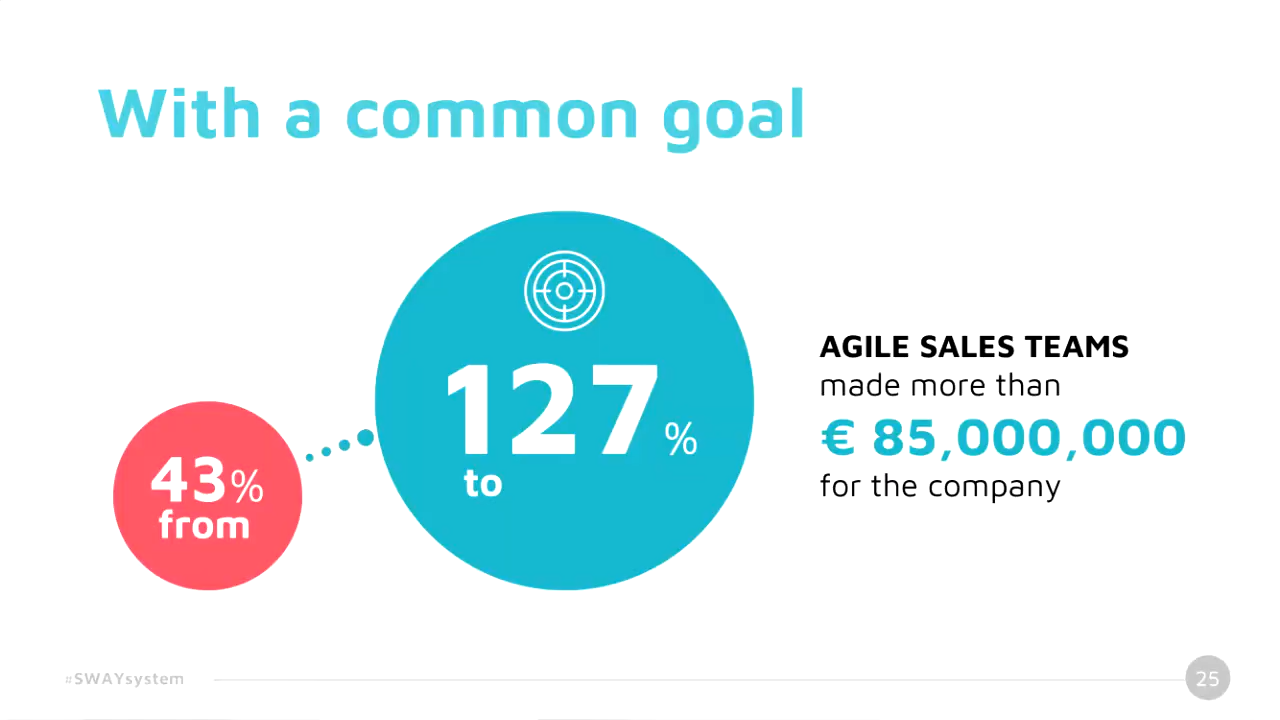 With a common goal
43%
from
127%
to
AGILE SALES TEAMS
made more than
€ 85,000,000
for the company
#SWAYsystem
25